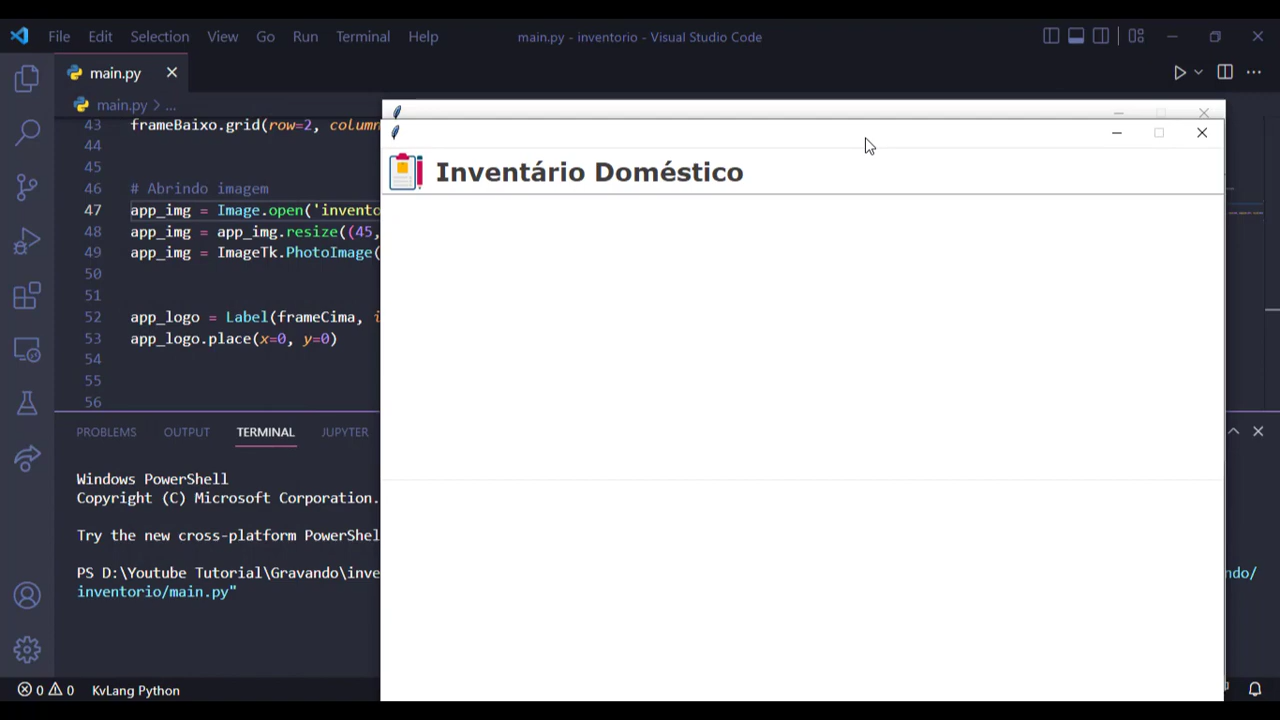 File Edit Selection View Go Run Terminal Help main.py - inventorio - Visual Studio Code
main.py
main.py > ...
43 frameBaixo.grid(row=2, column
44
45
46 # Abrindo imagem
47 app_img = Image.open('invento
48 app_img = app_img.resize((45,
49 app_img = ImageTk.PhotoImage(
50
51
52 app_logo = Label(frameCima, i
53 app_logo.place(x=0, y=0)
54
55
56
Inventário Doméstico
PROBLEMS OUTPUT TERMINAL JUPYTER
Windows PowerShell
Copyright (C) Microsoft Corporation.
Try the new cross-platform PowerShel
PS D:\Youtube Tutorial\Gravando\inve ndo/
inventorio/main.py"
0 0 KvLang Python